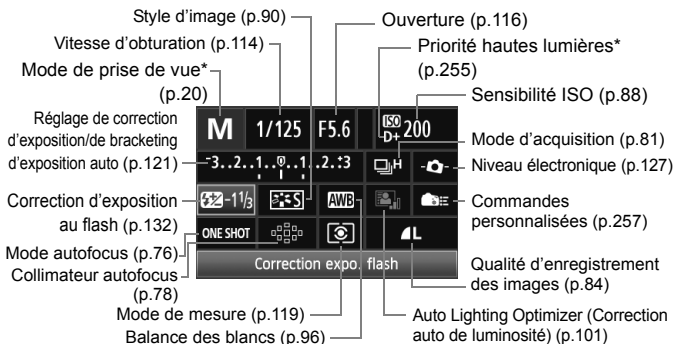 Style d'image (p.90)
Ouverture (p.116)
Vitesse d'obturation (p.114)
Priorité hautes lumières*
(p.255)
Mode de prise de vue*
(p.20)
Sensibilité ISO (p.88)
Réglage de correction
d'exposition/de bracketing
d'exposition auto (p.121)
M 1/125 F5.6 ISO D+ 200
Mode d'acquisition (p.81)
-3..2..1..0..1..2..+3 H
Niveau électronique (p.127)
Correction d'exposition
au flash (p.132)
-1 1/3 S AWB
Commandes
personnalisées (p.257)
Mode autofocus (p.76)
ONE SHOT L
Collimateur autofocus
(p.78)
Correction expo. flash
Qualité d'enregistrement
des images (p.84)
Mode de mesure (p.119)
Balance des blancs (p.96)
Auto Lighting Optimizer (Correction
auto de luminosité) (p.101)